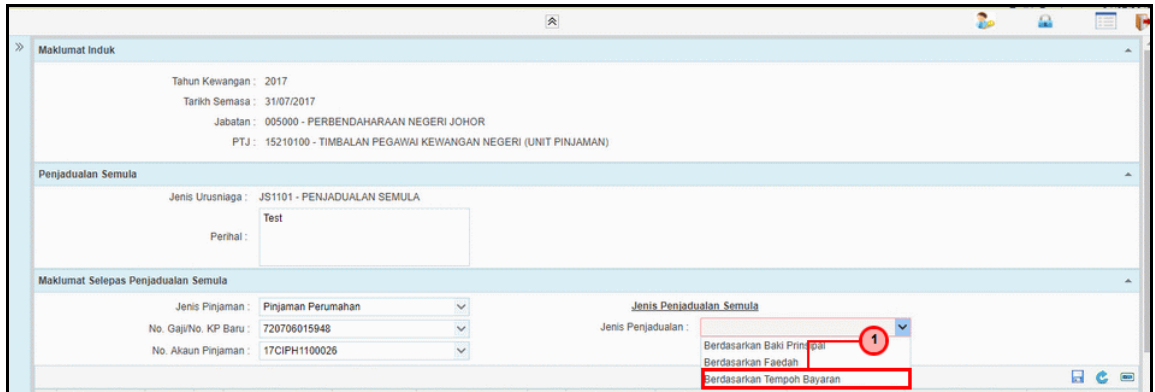 Maklumat Induk
Tahun Kewangan : 2017
Tarikh Semasa : 31/07/2017
Jabatan : 005000 - PERBENDAHARAAN NEGERI JOHOR
PTJ : 15210100 - TIMBALAN PEGAWAI KEWANGAN NEGERI (UNIT PINJAMAN)
Penjadualan Semula
Jenis Urusniaga : JS1101 - PENJADUALAN SEMULA
Perihal : Test
Maklumat Selepas Penjadualan Semula
Jenis Pinjaman : Pinjaman Perumahan
No. Gaji/No. KP Baru : 720706015948
No. Akaun Pinjaman : 17CIPH1100026
Jenis Penjadualan Semula
Jenis Penjadualan :
Berdasarkan Baki Prinsipal
1
Berdasarkan Faedah
Berdasarkan Tempoh Bayaran